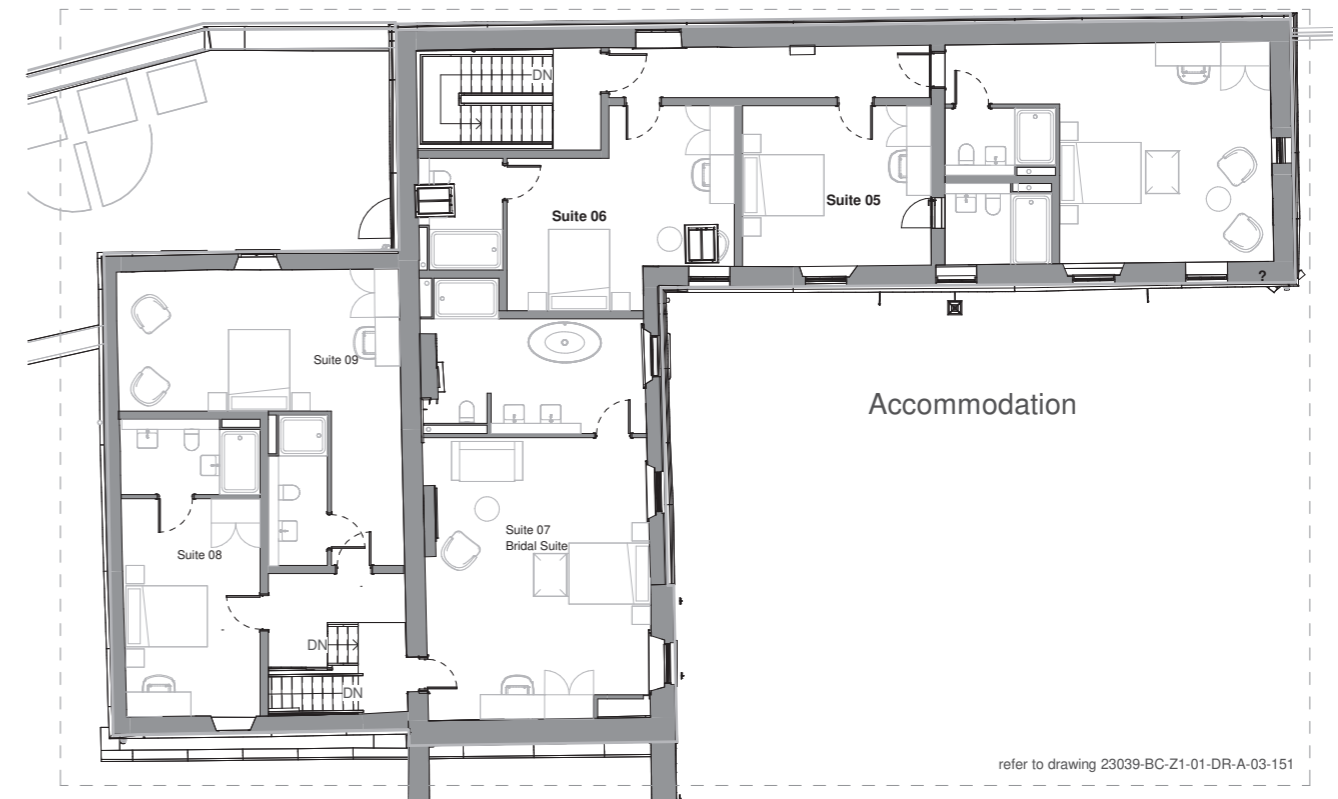 DN
Suite 06
Suite 05
?
Suite 09
Accommodation
Suite 07
Bridal Suite
Suite 08
DN
DN
refer to drawing 23039-BC-Z1-01-DR-A-03-151